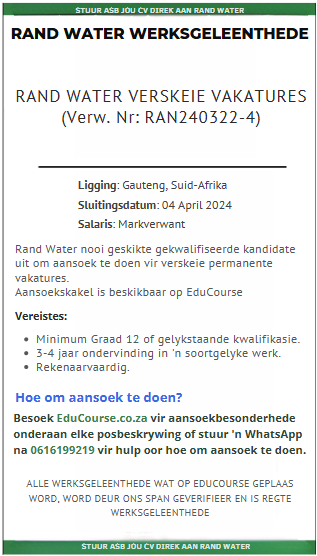 STUUR ASB JOU CV DIREK AAN RAND WATER
RAND WATER WERKSGELEENTHEDE
RAND WATER VERSKEIE VAKATURES
(Verw. Nr: RAN240322-4)
Ligging: Gauteng, Suid-Afrika
Sluitingsdatum: 04 April 2024
Salaris: Markverwant
Rand Water nooi geskikte gekwalifiseerde kandidate
uit om aansoek te doen vir verskeie permanente
vakatures.
Aansoekskakel is beskikbaar op EduCourse
Vereistes:
• Minimum Graad 12 of gelykstaande kwalifikasie.
• 3-4 jaar ondervinding in 'n soortgelyke werk.
• Rekenaarvaardig.
Hoe om aansoek te doen?
Besoek EduCourse.co.za vir aansoekbesonderhede
onderaan elke posbeskrywing of stuur 'n WhatsApp
na 0616199219 vir hulp oor hoe om aansoek te doen.
ALLE WERKSGELEENTHEDE WAT OP EDUCOURSE GEPLAAS
WORD, WORD DEUR ONS SPAN GEVERIFIEER EN IS REGTE
WERKSGELEENTHEDE
STUUR ASB JOU CV DIREK AAN RAND WATER